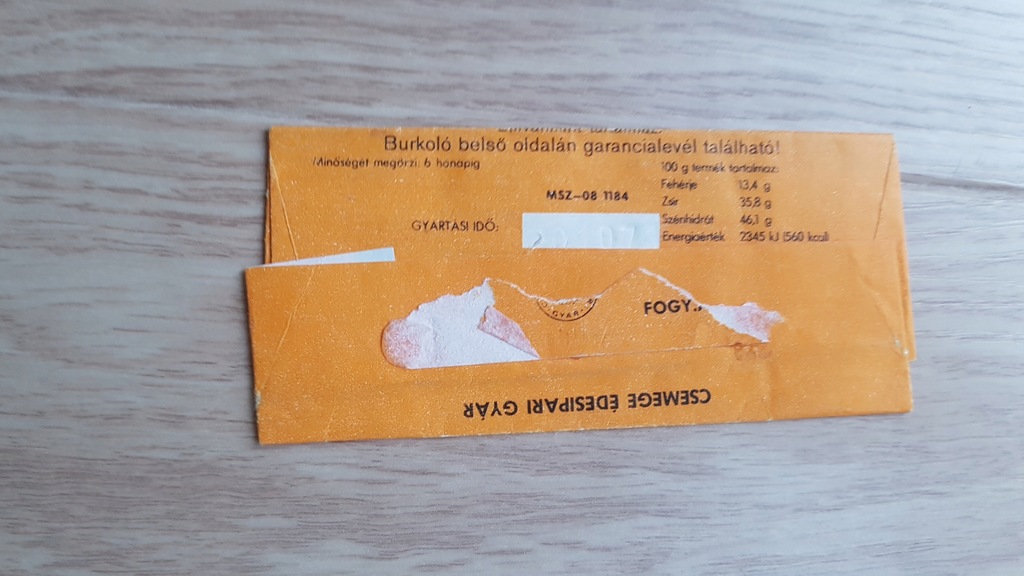 Burkoló belső oldalán garancialevél található!
Minőségét megőrzi: 6 hónapig
100 g termék tartalmaz:
Fehérje 13,4 g
MSZ-08 1184
Zsír 35,8 g
GYÁRTÁSI IDŐ:
Szénhidrát 46,1 g
Energiaérték 2345 kJ (560 kcal)
GYÁR
FOGY.
CSEMEGE ÉDESIPARI GYÁR